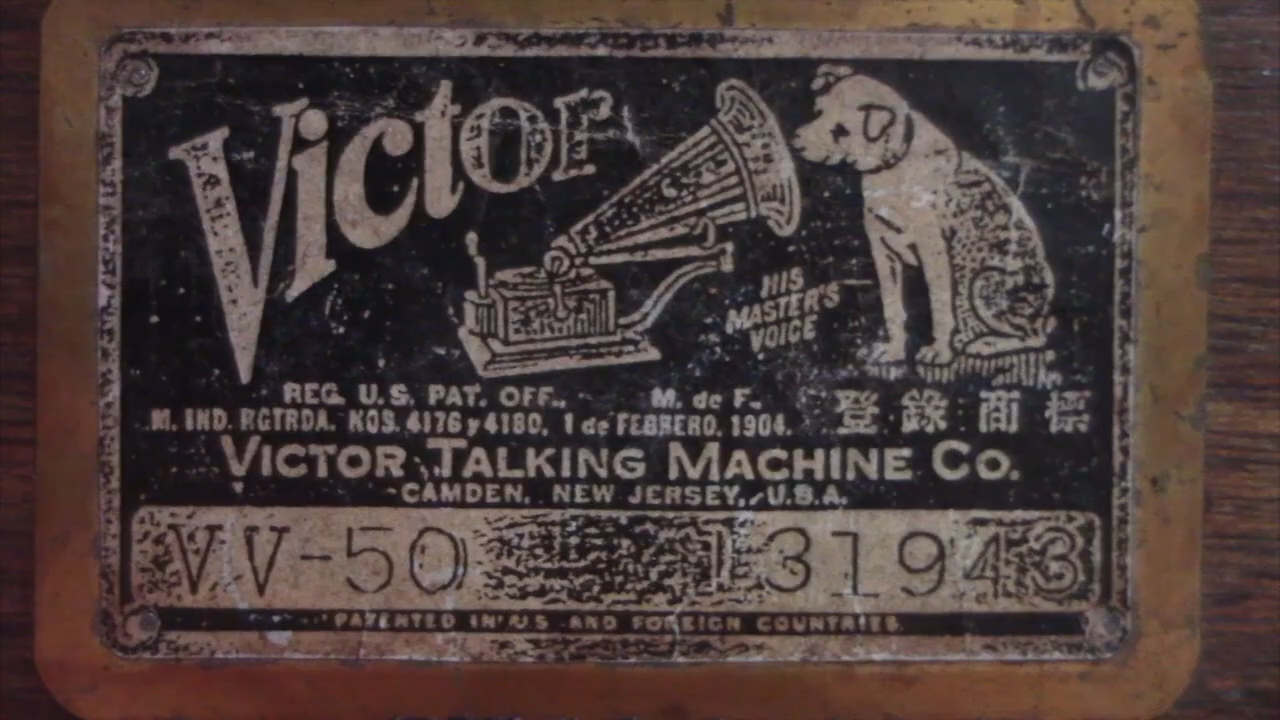 Victor
HIS
MASTER'S
VOICE
REG. U.S. PAT. OFF. M. de F.
M. IND. RGTRDA. NOS. 4176 y 4180. 1 de FEBRERO. 1904. 登錄商標
VICTOR TALKING MACHINE CO.
CAMDEN, NEW JERSEY, U.S.A.
VV-50 131943
PATENTED IN U.S. AND FOREIGN COUNTRIES